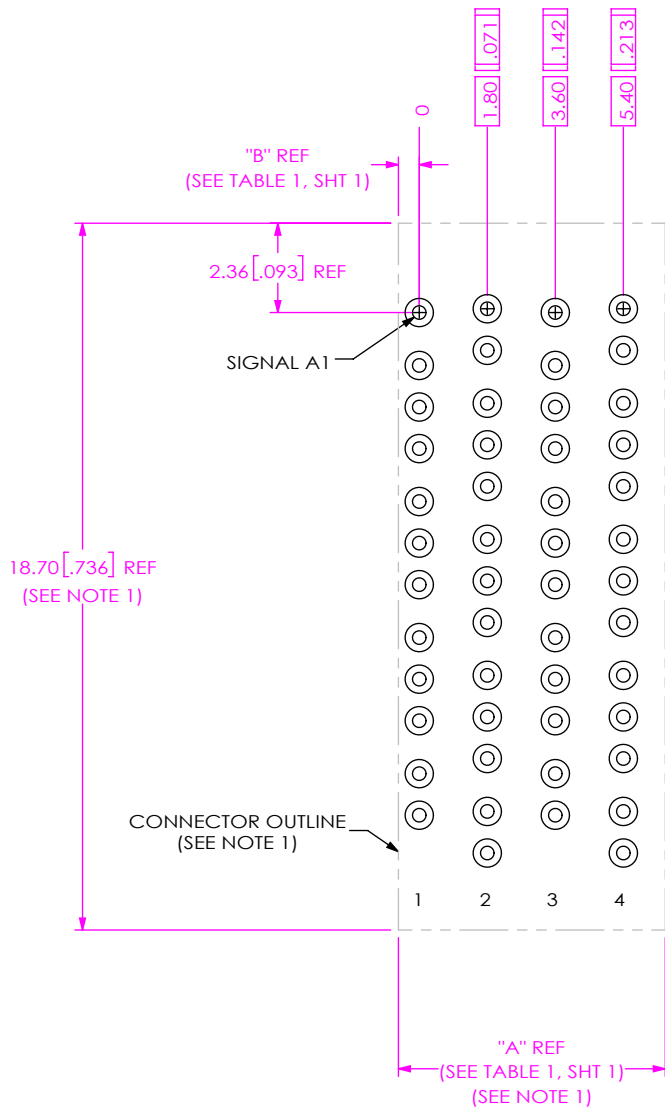 1.80 [.071]
3.60 [.142]
5.40 [.213]
0
"B" REF
(SEE TABLE 1, SHT 1)
2.36 [.093] REF
SIGNAL A1
18.70 [.736] REF
(SEE NOTE 1)
CONNECTOR OUTLINE
(SEE NOTE 1)
1 2 3 4
"A" REF
(SEE TABLE 1, SHT 1)
(SEE NOTE 1)